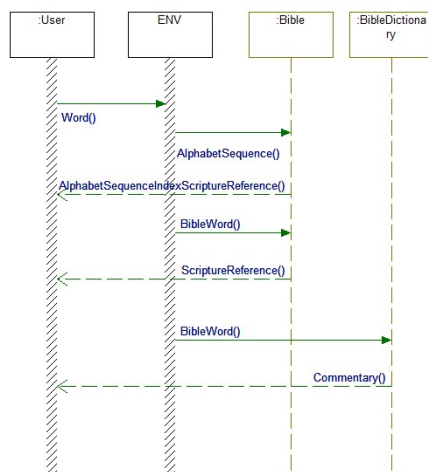 :User
ENV
:Bible
:BibleDictiona
ry
Word()
AlphabetSequence()
AlphabetSequenceIndexScriptureReference()
BibleWord()
ScriptureReference()
BibleWord()
Commentary()